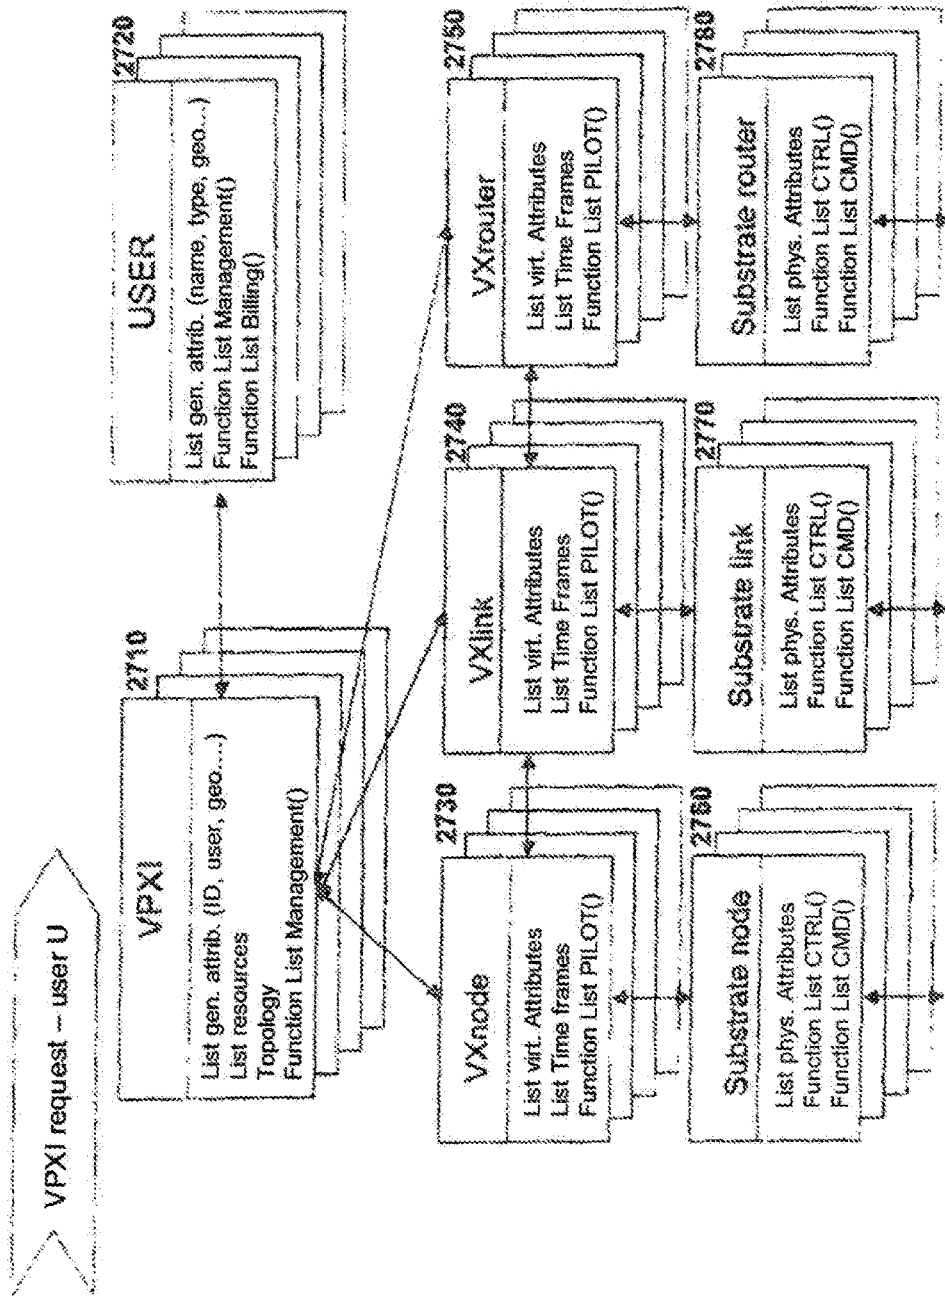 VPXI request – user U
2710
VPXI
List gen. attrib. (ID, user, geo...)
List resources
Topology
Function List Management()
2720
USER
List gen. attrib. (name, type, geo...)
Function List Management()
Function List Billing()
2730
VXnode
List virt. Attributes
List Time frames
Function List PILOT()
2740
VXlink
List virt. Attributes
List Time Frames
Function List PILOT()
2750
VXrouter
List virt. Attributes
List Time Frames
Function List PILOT()
2760
Substrate node
List phys. Attributes
Function List CTRL()
Function List CMD()
2770
Substrate link
List phys. Attributes
Function List CTRL()
Function List CMD()
2780
Substrate router
List phys. Attributes
Function List CTRL()
Function List CMD()